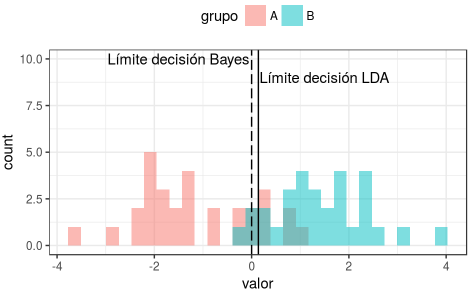 grupo A B
Límite decisión Bayes
Límite decisión LDA
10.0
7.5
5.0
2.5
0.0
count
-4 -2 0 2 4
valor